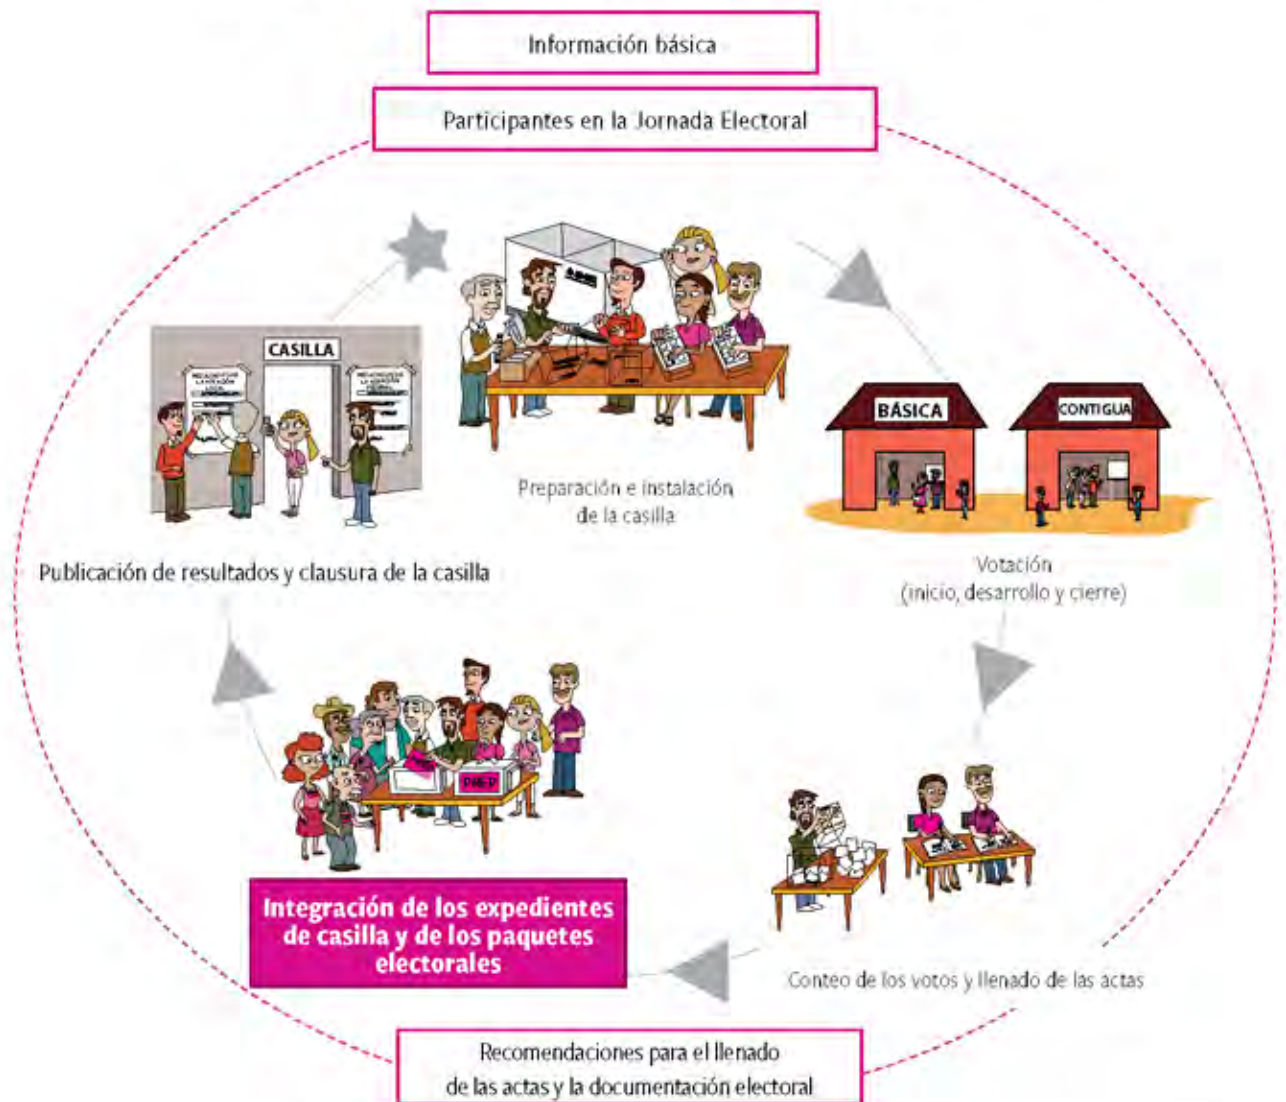 Información básica
Participantes en la Jornada Electoral
CASILLA
BÁSICA
CONTIGUA
Preparación e instalación
de la casilla
Publicación de resultados y clausura de la casilla
Votación
(inicio, desarrollo y cierre)
PREP
Integración de los expedientes
de casilla y de los paquetes
electorales
Conteo de los votos y llenado de las actas
Recomendaciones para el llenado
de las actas y la documentación electoral